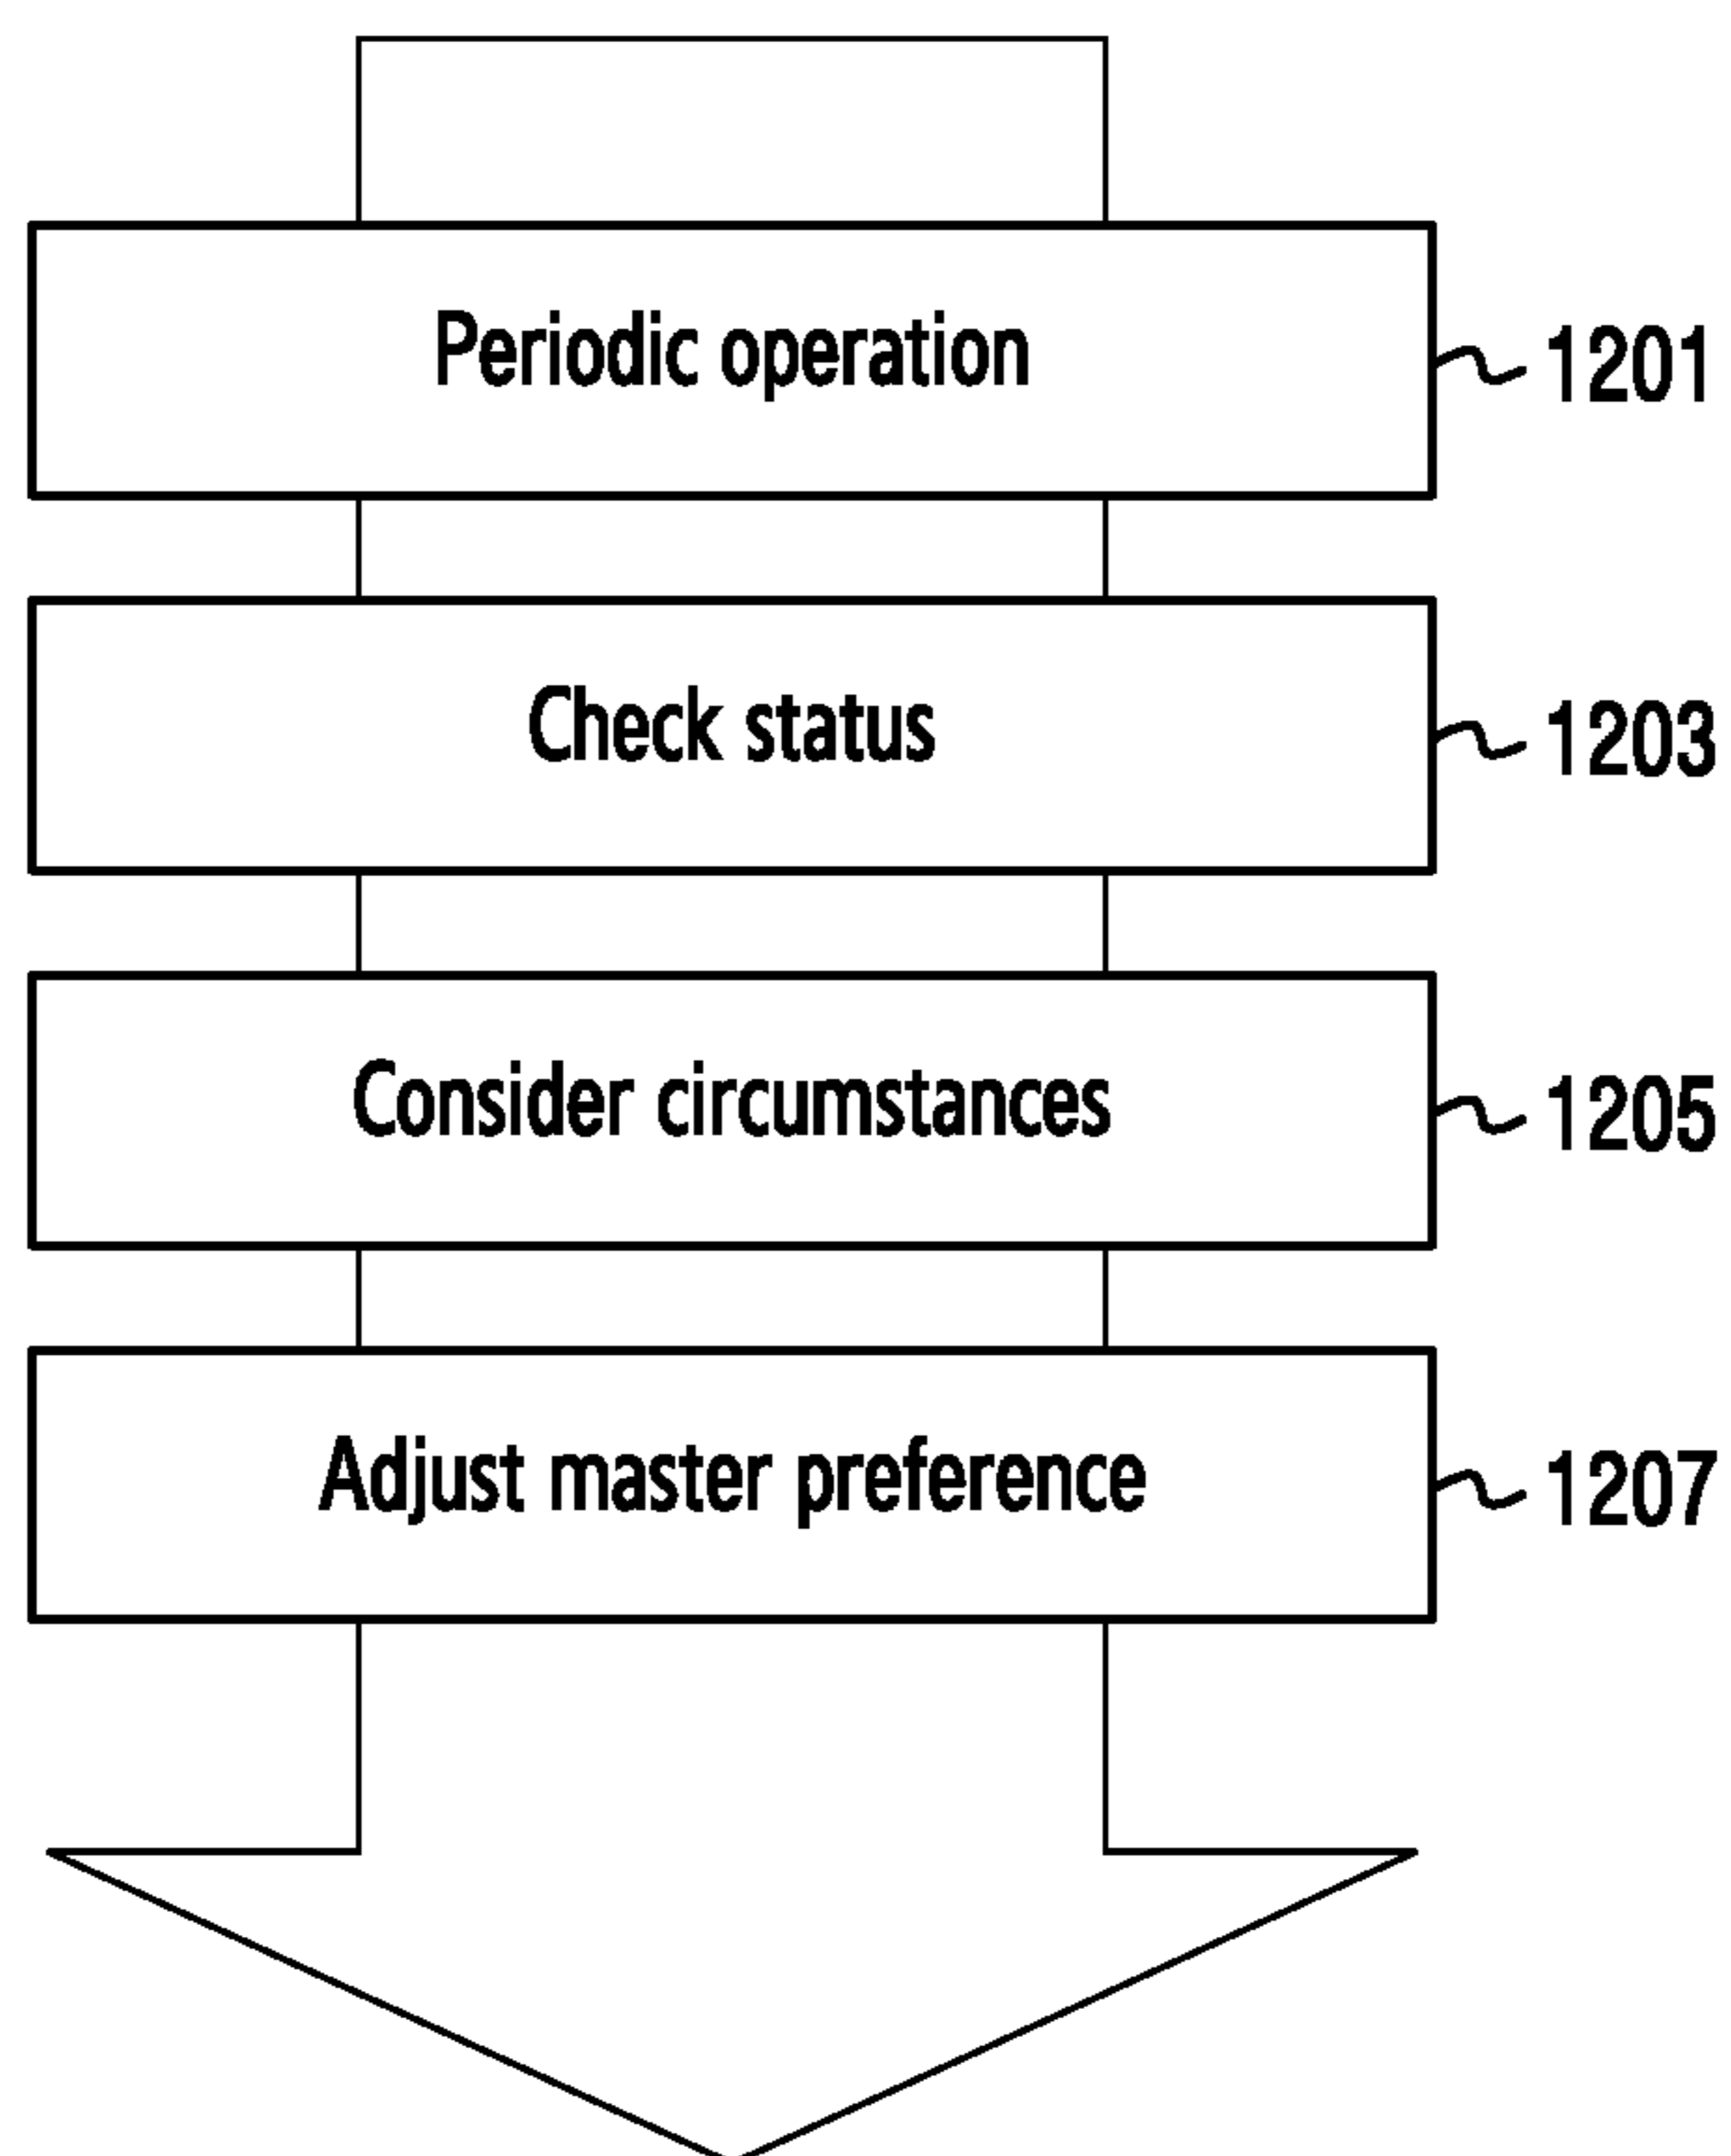 Periodic operation 1201
Check status 1203
Consider circumstances 1205
Adjust master preference 1207